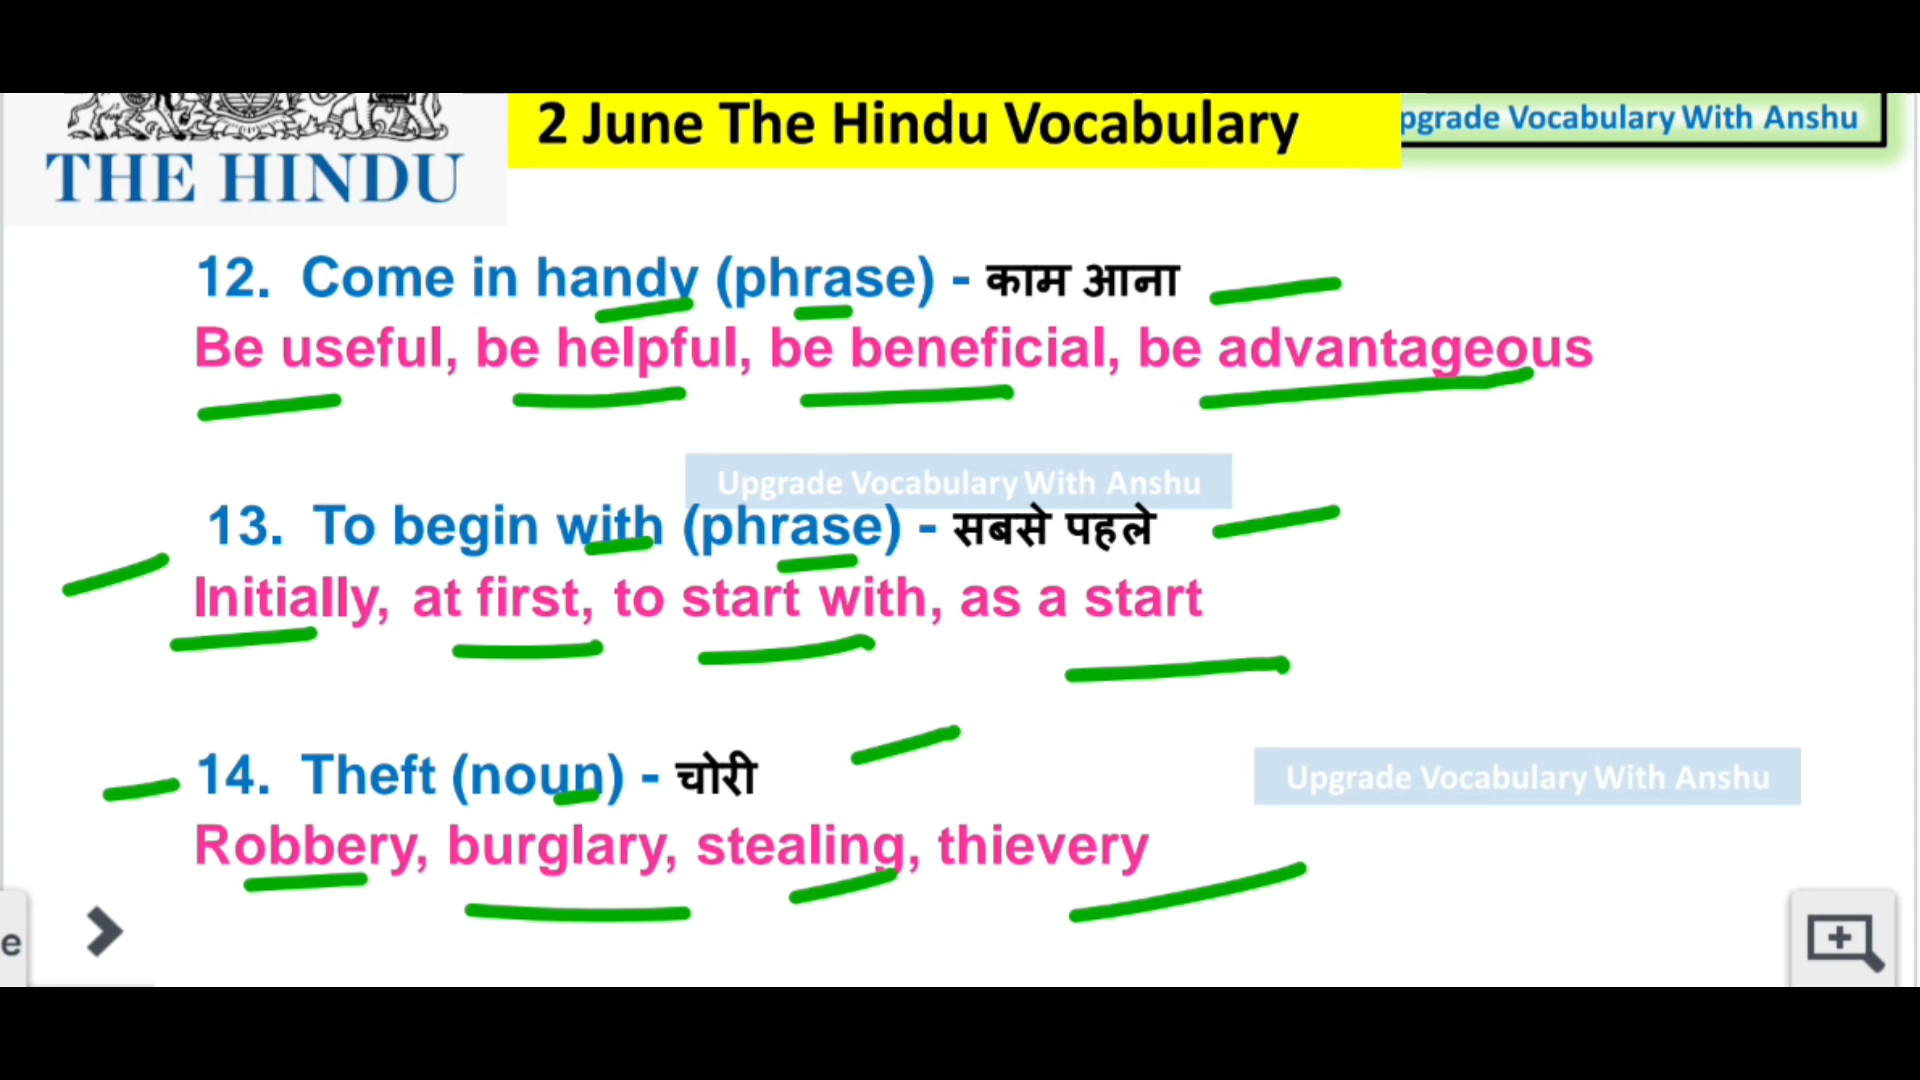 THE HINDU
2 June The Hindu Vocabulary
pgrade Vocabulary With Anshu
12. Come in handy (phrase) - काम आना
Be useful, be helpful, be beneficial, be advantageous
Upgrade Vocabulary With Anshu
13. To begin with (phrase) - सबसे पहले
Initially, at first, to start with, as a start
14. Theft (noun) - चोरी
Upgrade Vocabulary With Anshu
Robbery, burglary, stealing, thievery
e